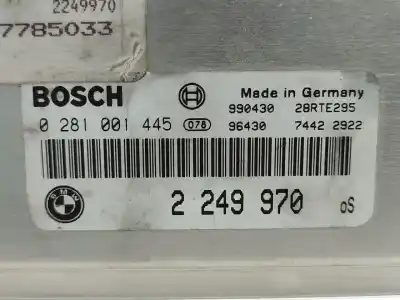 2249970
7785033
BOSCH
Made in Germany
990430 28RTE295
0 281 001 445 078 96430 7442 2922
BMW
2 249 970 oS